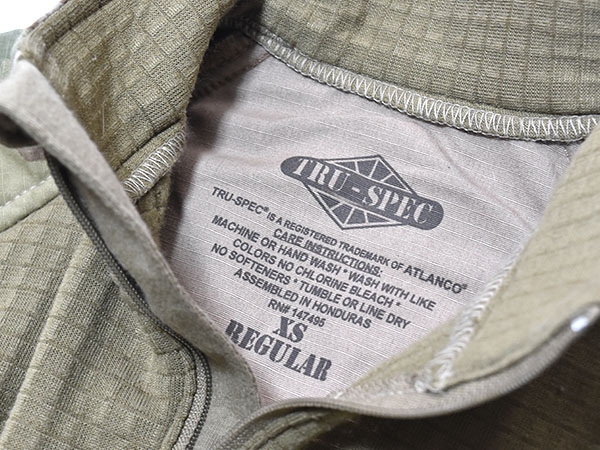 TRU-SPEC
TRU-SPEC® IS A REGISTERED TRADEMARK OF ATLANCO®
CARE INSTRUCTIONS:
MACHINE OR HAND WASH * WASH WITH LIKE
COLORS NO CHLORINE BLEACH *
NO SOFTENERS * TUMBLE OR LINE DRY
ASSEMBLED IN HONDURAS
RN# 147495
XS
REGULAR